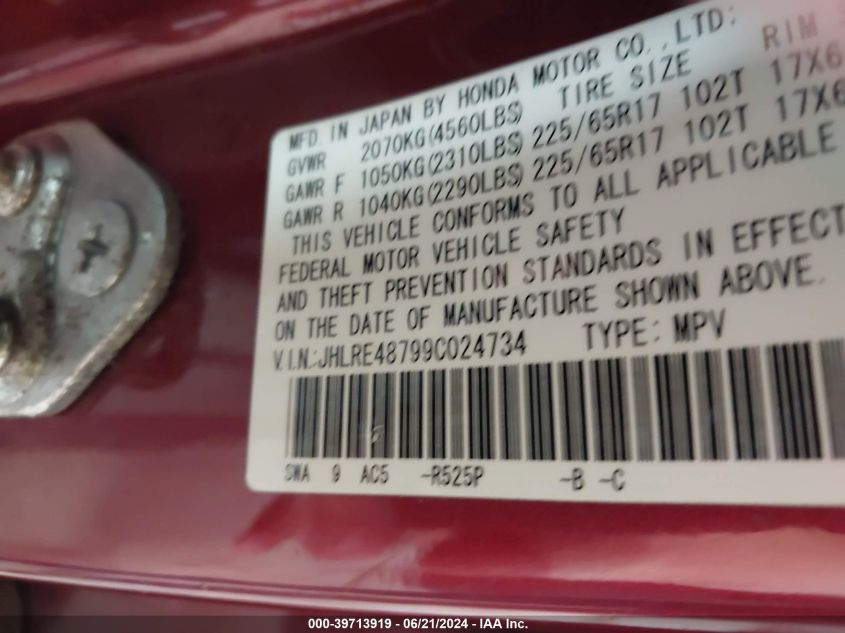 MFD. IN JAPAN BY HONDA MOTOR CO., LTD:
GVWR 2070KG(4560LBS) TIRE SIZE RIM
GAWR F 1050KG(2310LBS) 225/65R17 102T 17X6
GAWR R 1040KG(2290LBS) 225/65R17 102T 17X6
THIS VEHICLE CONFORMS TO ALL APPLICABLE
FEDERAL MOTOR VEHICLE SAFETY
AND THEFT PREVENTION STANDARDS IN EFFECT
ON THE DATE OF MANUFACTURE SHOWN ABOVE.
V.I.N.:JHLRE48799C024734 TYPE: MPV
SWA 9 AC5 -R525P -B -C
000-39713919 / 06/21/2024 - IAA Inc.